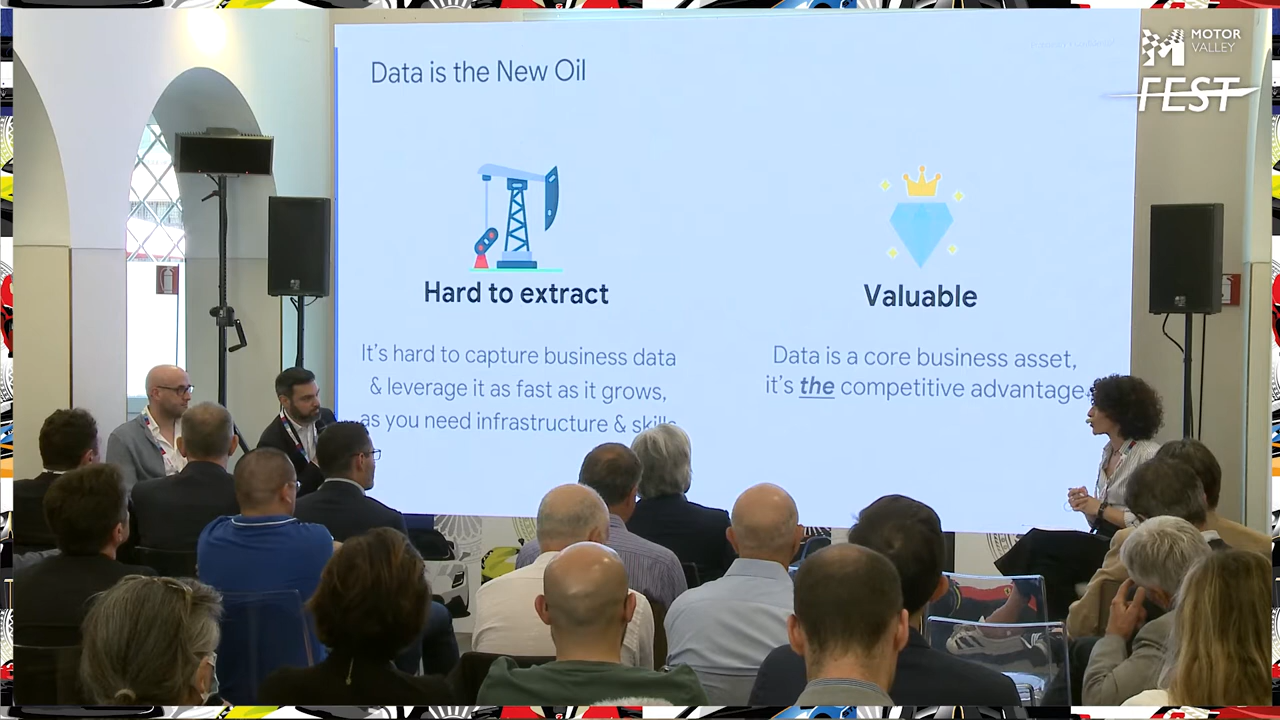 MOTOR
VALLEY
FEST
Data is the New Oil
Hard to extract
It's hard to capture business data
& leverage it as fast as it grows,
as you need infrastructure & skills
Valuable
Data is a core business asset,
it's the competitive advantage.